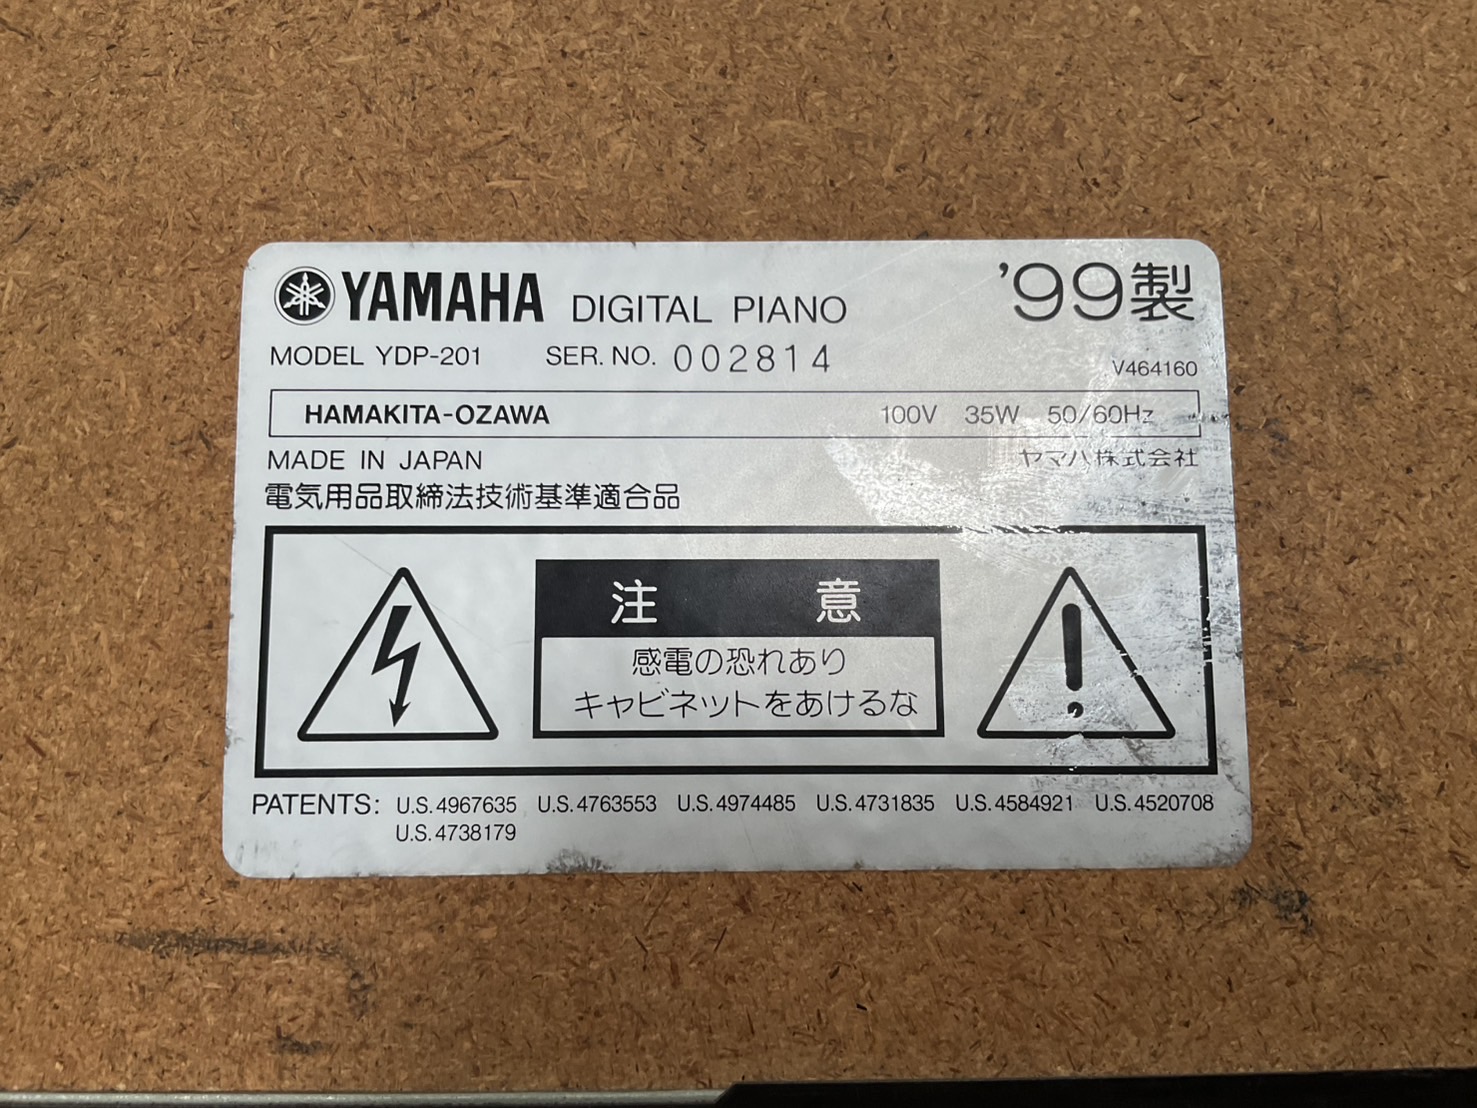 YAMAHA DIGITAL PIANO '99製
MODEL YDP-201 SER. NO. 002814 V464160
HAMAKITA-OZAWA 100V 35W 50/60Hz
MADE IN JAPAN ヤマハ株式会社
電気用品取締法技術基準適合品
注意
感電の恐れあり
キャビネットをあけるな
PATENTS: U.S.4967635 U.S.4763553 U.S.4974485 U.S.4731835 U.S.4584921 U.S.4520708
U.S.4738179